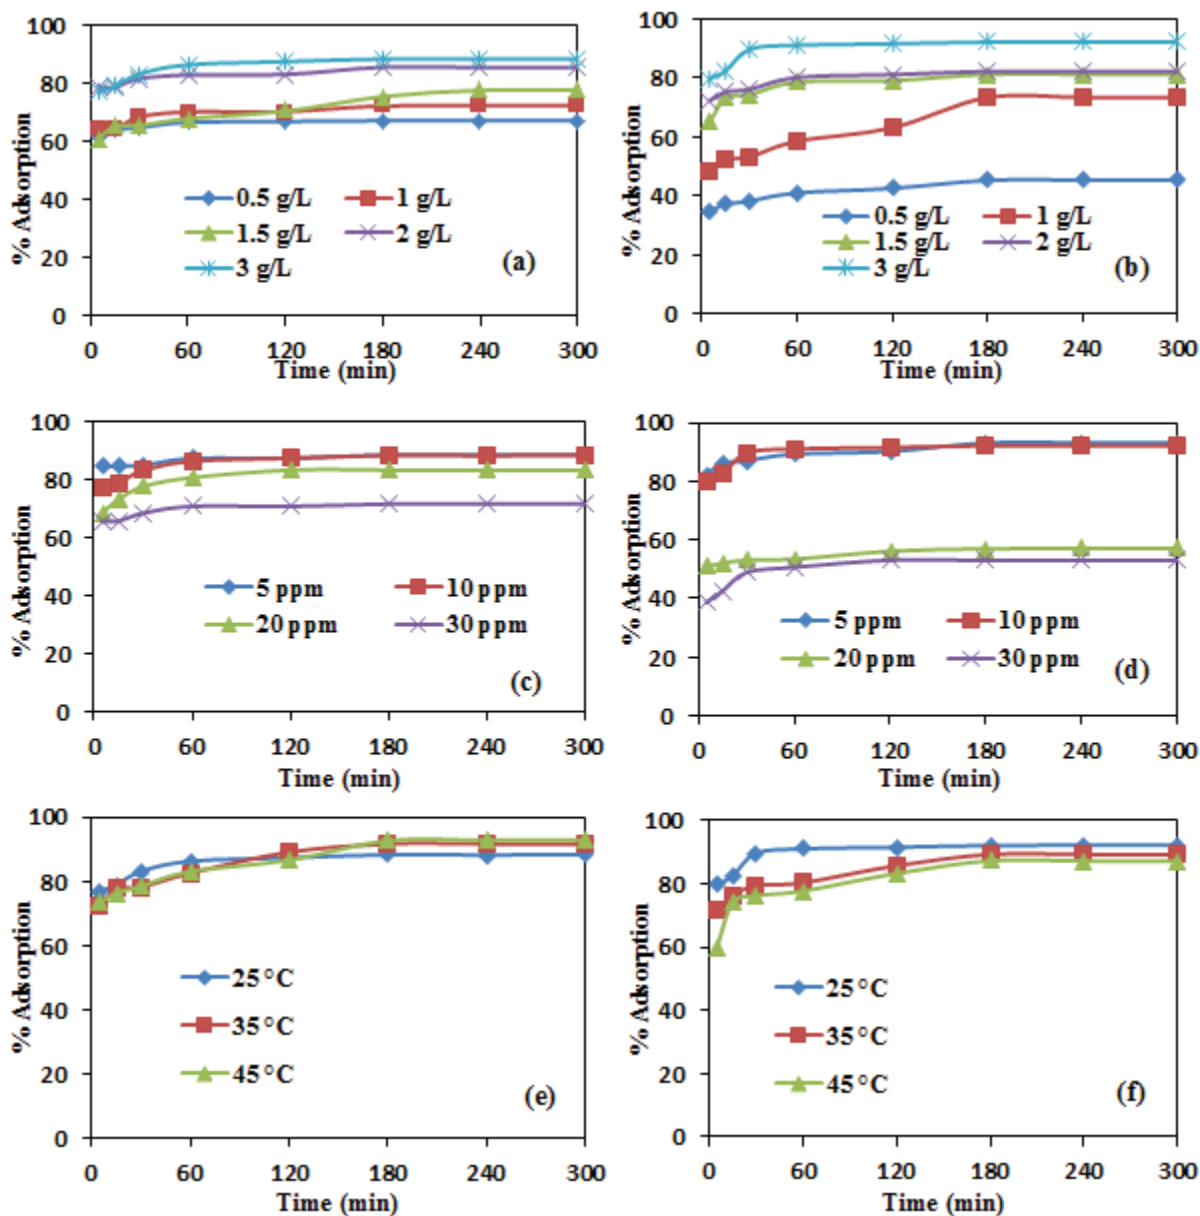 100
80
60
40
20
0
% Adsorption
0.5 g/L 1 g/L
1.5 g/L 2 g/L
3 g/L
(a)
0 60 120 180 240 300
Time (min)
100
80
60
40
20
0
% Adsorption
0.5 g/L 1 g/L
1.5 g/L 2 g/L
3 g/L
(b)
0 60 120 180 240 300
Time (min)
100
80
60
40
20
0
% Adsorption
5 ppm 10 ppm
20 ppm 30 ppm
(c)
0 60 120 180 240 300
Time (min)
100
80
60
40
20
0
% Adsorption
5 ppm 10 ppm
20 ppm 30 ppm
(d)
0 60 120 180 240 300
Time (min)
100
80
60
40
20
0
% Adsorption
25 °C
35 °C
45 °C
(e)
0 60 120 180 240 300
Time (min)
100
80
60
40
20
0
% Adsorption
25 °C
35 °C
45 °C
(f)
0 60 120 180 240 300
Time (min)